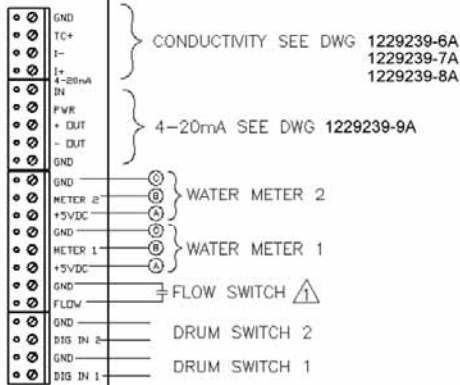 GND
TC+
I-
I+
CONDUCTIVITY SEE DWG 1229239-6A
1229239-7A
1229239-8A
4-20mA
IN
PWR
+ OUT
- OUT
GND
4-20mA SEE DWG 1229239-9A
GND C
METER 2 B
+5VDC A
WATER METER 2
GND C
METER 1 B
+5VDC A
WATER METER 1
GND
FLOW
FLOW SWITCH 1
GND
DIG IN 2
DRUM SWITCH 2
GND
DIG IN 1
DRUM SWITCH 1